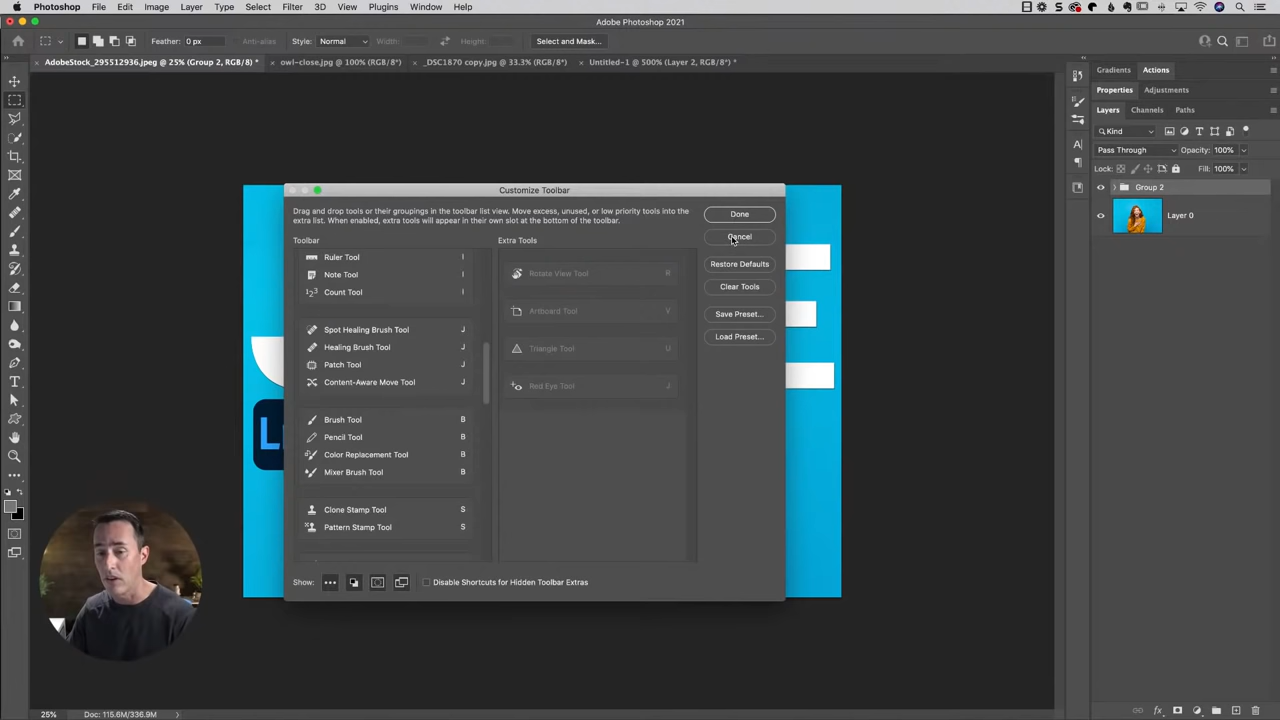 Photoshop File Edit Image Layer Type Select Filter 3D View Plugins Window Help
Adobe Photoshop 2021
Feather: 0 px Anti-alias Style: Normal Width: Height: Select and Mask...
AdobeStock_295512936.jpeg @ 25% (Group 2, RGB/8) * owl-close.jpg @ 100% (RGB/8*) _DSC1870 copy.jpg @ 33.3% (RGB/8*) Untitled-1 @ 500% (Layer 2, RGB/8*) *
Gradients Actions
Properties Adjustments
Layers Channels Paths
Kind
Pass Through Opacity: 100%
Lock: Fill: 100%
Group 2
Layer 0
Customize Toolbar
Drag and drop tools or their groupings in the toolbar list view. Move excess, unused, or low priority tools into the
extra list. When enabled, extra tools will appear in their own slot at the bottom of the toolbar.
Toolbar
Ruler Tool I
Note Tool I
Count Tool I
Spot Healing Brush Tool J
Healing Brush Tool J
Patch Tool J
Content-Aware Move Tool J
Brush Tool B
Pencil Tool B
Color Replacement Tool B
Mixer Brush Tool B
Clone Stamp Tool S
Pattern Stamp Tool S
Extra Tools
Rotate View Tool R
Artboard Tool V
Triangle Tool U
Red Eye Tool J
Done
Cancel
Restore Defaults
Clear Tools
Save Preset...
Load Preset...
Show: Disable Shortcuts for Hidden Toolbar Extras
25% Doc: 115.6M/336.9M